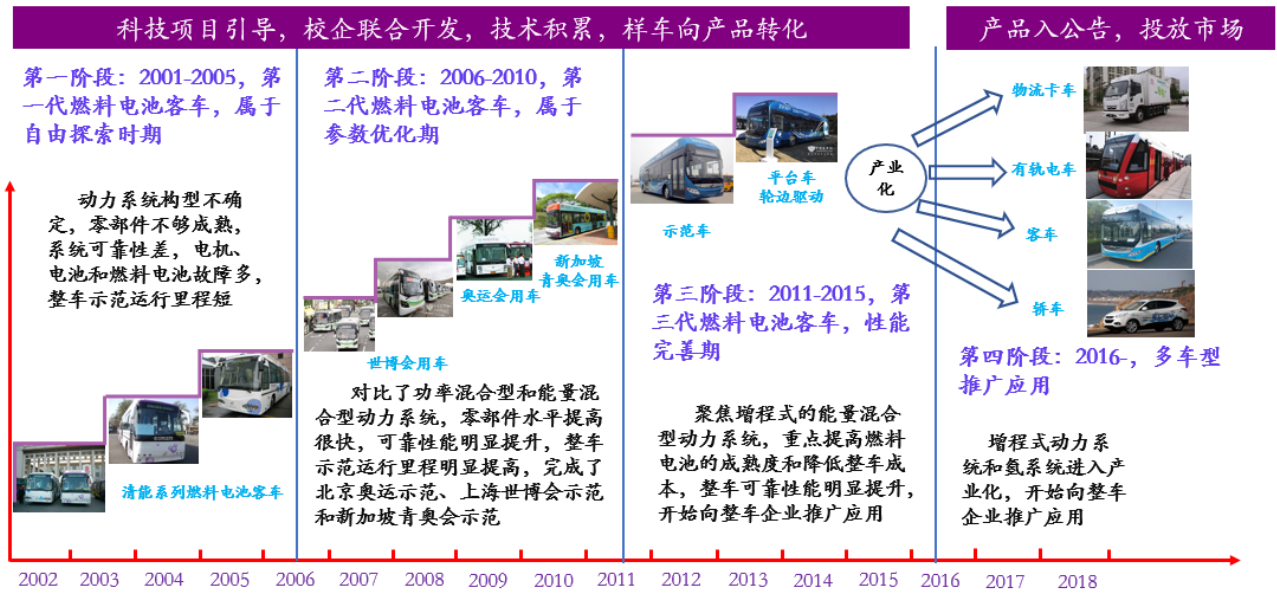 科技项目引导，校企联合开发，技术积累，样车向产品转化
产品入公告，投放市场
第一阶段：2001-2005，第
一代燃料电池客车，属于
自由探索时期
动力系统构型不确
定，零部件不够成熟，
系统可靠性差，电机、
电池和燃料电池故障多，
整车示范运行里程短
清能系列燃料电池客车
第二阶段：2006-2010，第
二代燃料电池客车，属于
参数优化期
世博会用车
奥运会用车
新加坡
青奥会用车
对比了功率混合型和能量混
合型动力系统，零部件水平提高
很快，可靠性能明显提升，整车
示范运行里程明显提高，完成了
北京奥运示范、上海世博会示范
和新加坡青奥会示范
示范车
平台车
轮边驱动
第三阶段：2011-2015，第
三代燃料电池客车，性能
完善期
聚焦增程式的能量混合
型动力系统，重点提高燃料
电池的成熟度和降低整车成
本，整车可靠性能明显提升，
开始向整车企业推广应用
产业
化
物流卡车
有轨电车
客车
轿车
第四阶段：2016-，多车型
推广应用
增程式动力系
统和氢系统进入产
业化，开始向整车
企业推广应用
2002 2003 2004 2005 2006 2007 2008 2009 2010 2011 2012 2013 2014 2015 2016 2017 2018